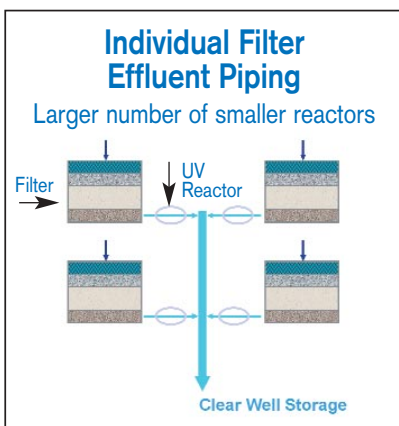 Individual Filter
Effluent Piping
Larger number of smaller reactors
Filter
UV
Reactor
Clear Well Storage